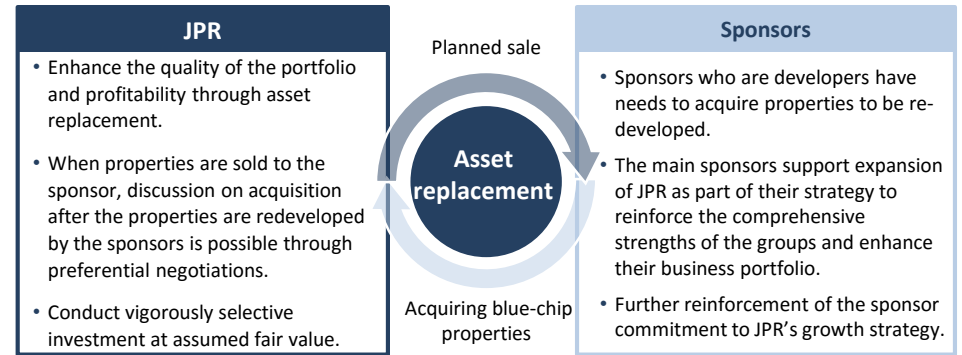 JPR
• Enhance the quality of the portfolio
and profitability through asset
replacement.
• When properties are sold to the
sponsor, discussion on acquisition
after the properties are redeveloped
by the sponsors is possible through
preferential negotiations.
• Conduct vigorously selective
investment at assumed fair value.
Planned sale
Asset
replacement
Acquiring blue-chip
properties
Sponsors
• Sponsors who are developers have
needs to acquire properties to be re-
developed.
• The main sponsors support expansion
of JPR as part of their strategy to
reinforce the comprehensive
strengths of the groups and enhance
their business portfolio.
• Further reinforcement of the sponsor
commitment to JPR’s growth strategy.